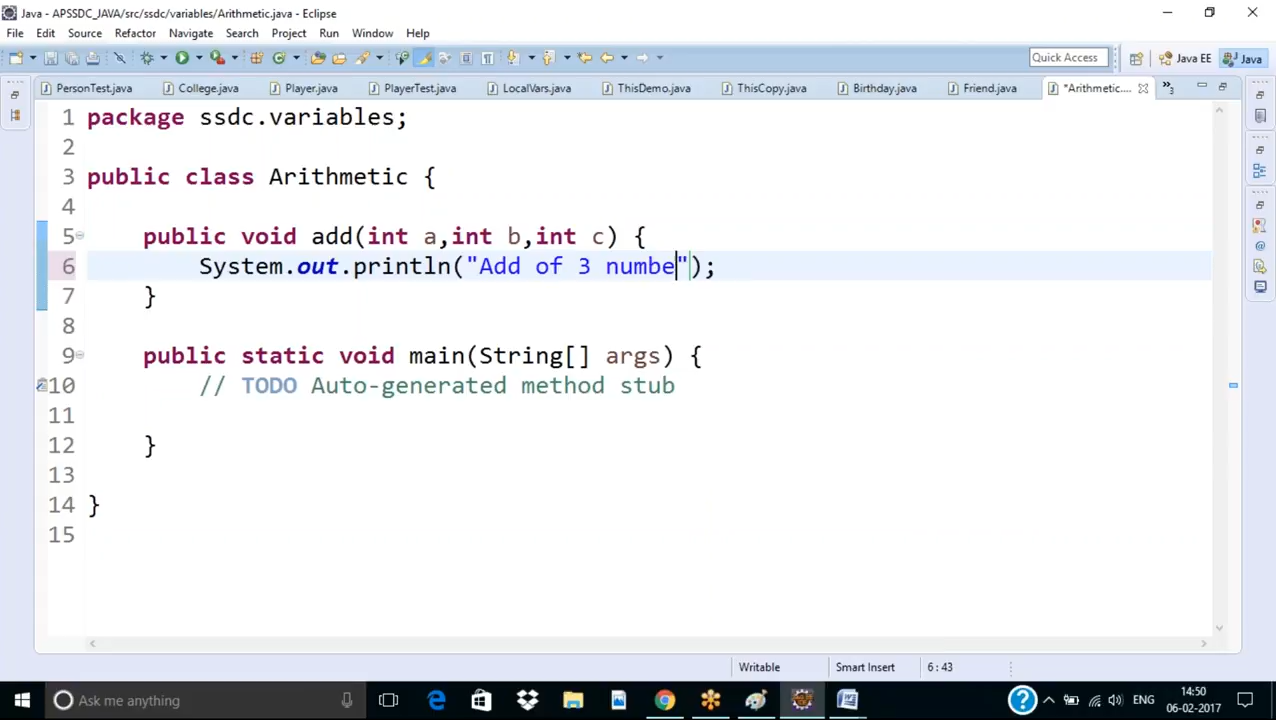 Java - APSSDC_JAVA/src/ssdc/variables/Arithmetic.java - Eclipse
File Edit Source Refactor Navigate Search Project Run Window Help
Quick Access Java EE Java
PersonTest.java College.java Player.java PlayerTest.java LocalVars.java ThisDemo.java ThisCopy.java Birthday.java Friend.java *Arithmetic.... »3
1 package ssdc.variables;
2
3 public class Arithmetic {
4
5 public void add(int a,int b,int c) {
6 System.out.println("Add of 3 numbe");
7 }
8
9 public static void main(String[] args) {
10 // TODO Auto-generated method stub
11
12 }
13
14 }
15
Writable Smart Insert 6 : 43
Ask me anything ENG 14:50
06-02-2017